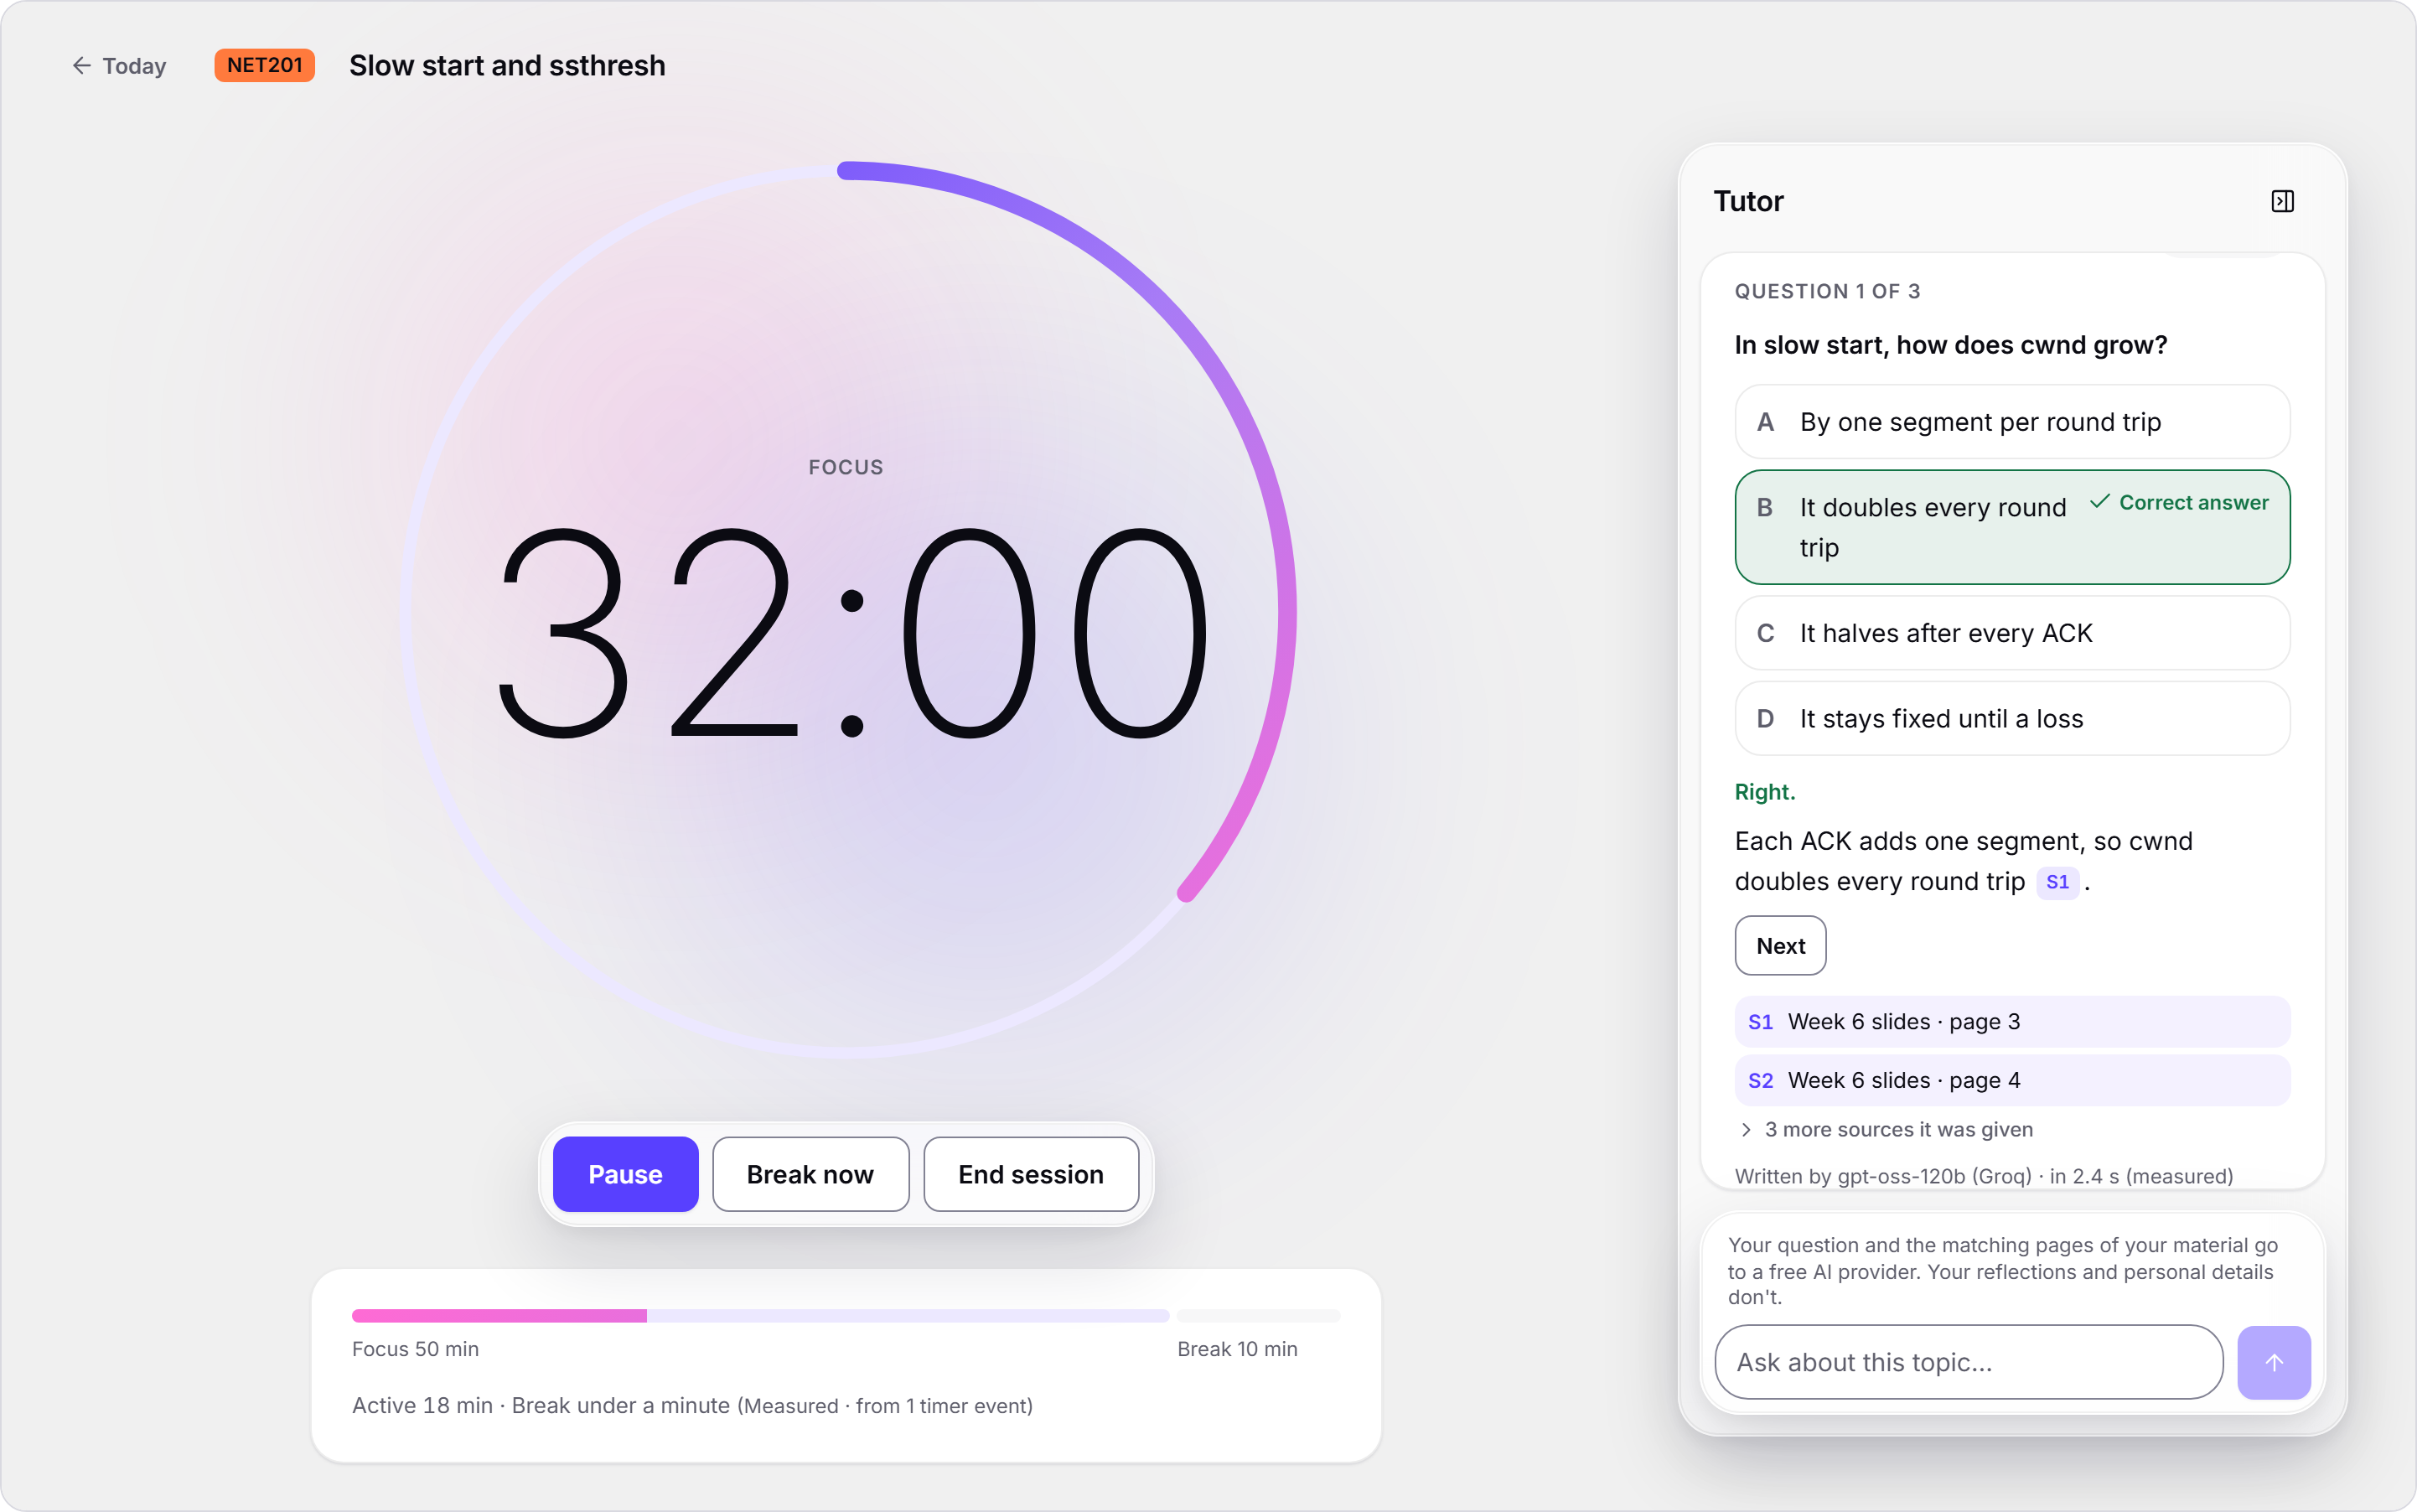 Today
NET201
Slow start and ssthresh
FOCUS
32:00
Pause
Break now
End session
Focus 50 min
Break 10 min
Active 18 min · Break under a minute (Measured · from 1 timer event)
Tutor
QUESTION 1 OF 3
In slow start, how does cwnd grow?
A By one segment per round trip
B It doubles every round
trip
Correct answer
C It halves after every ACK
D It stays fixed until a loss
Right.
Each ACK adds one segment, so cwnd
doubles every round trip S1.
Next
S1 Week 6 slides · page 3
S2 Week 6 slides · page 4
3 more sources it was given
Written by gpt-oss-120b (Groq) · in 2.4 s (measured)
Your question and the matching pages of your material go
to a free AI provider. Your reflections and personal details
don't.
Ask about this topic...